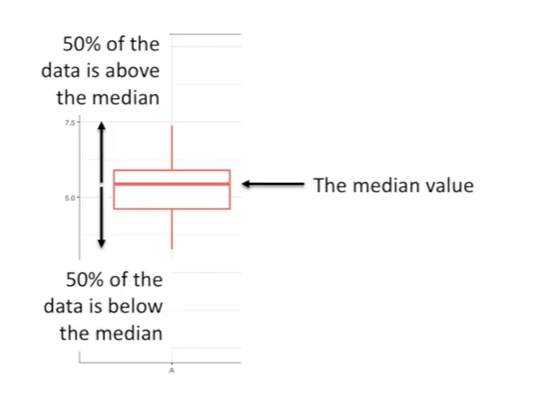 50% of the
data is above
the median
7.5
The median value
5.0
50% of the
data is below
the median
A